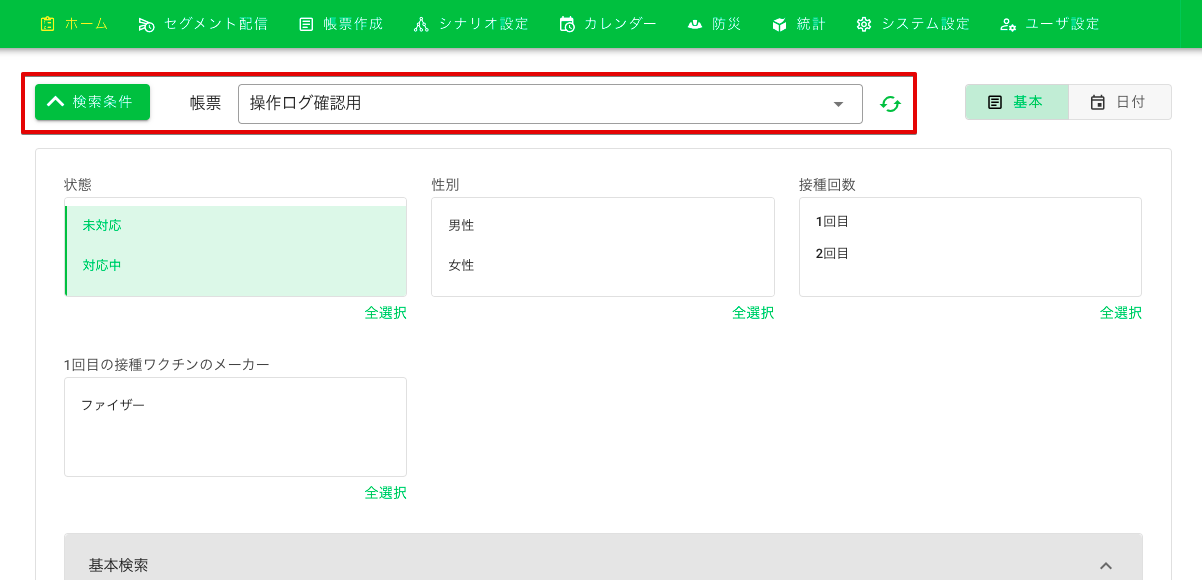 ホーム セグメント配信 帳票作成 シナリオ設定 カレンダー 防災 統計 システム設定 ユーザ設定
検索条件 帳票 操作ログ確認用 基本 日付
状態 性別 接種回数
未対応 男性 1回目
対応中 女性 2回目
全選択 全選択 全選択
1回目の接種ワクチンのメーカー
ファイザー
全選択
基本検索